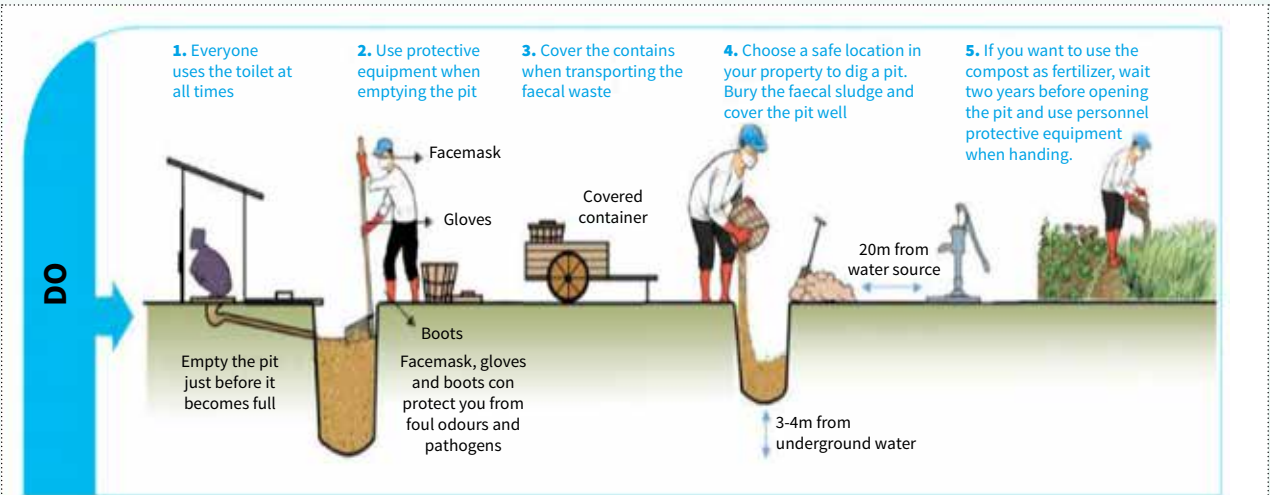 DO
1. Everyone
uses the toilet at
all times
2. Use protective
equipment when
emptying the pit
3. Cover the contains
when transporting the
faecal waste
4. Choose a safe location in
your property to dig a pit.
Bury the faecal sludge and
cover the pit well
5. If you want to use the
compost as fertilizer, wait
two years before opening
the pit and use personnel
protective equipment
when handing.
Facemask
Gloves
Boots
Covered
container
20m from
water source
Empty the pit
just before it
becomes full
Facemask, gloves
and boots con
protect you from
foul odours and
pathogens
3-4m from
underground water